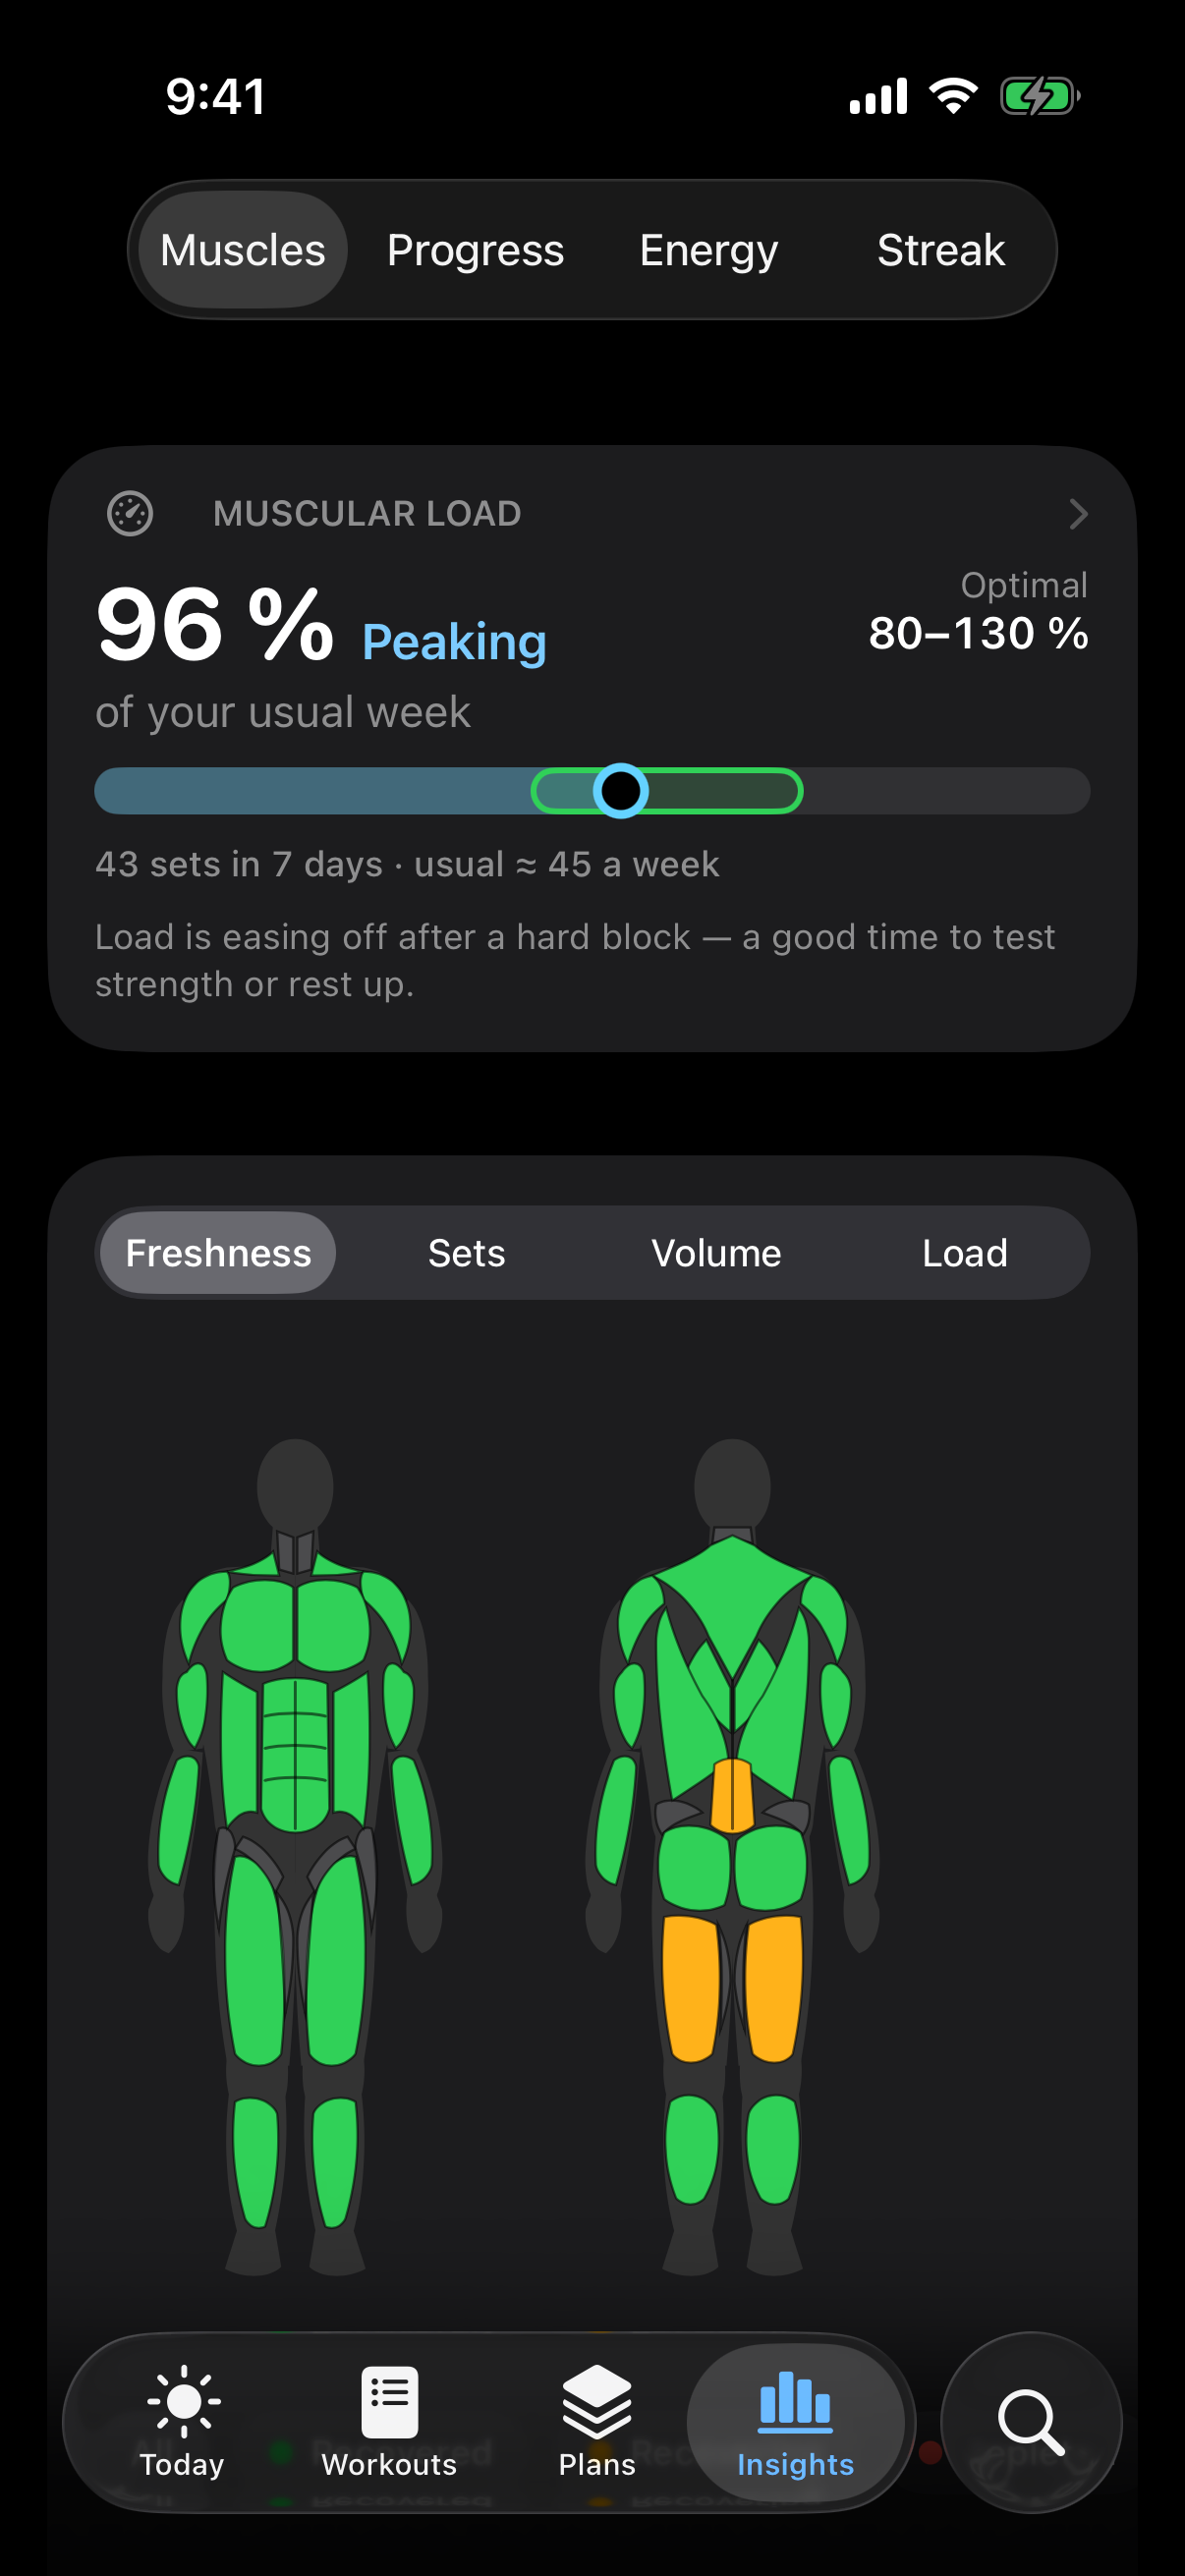 9:41
Muscles Progress Energy Streak
MUSCULAR LOAD
Optimal
96 % Peaking
80–130 %
of your usual week
43 sets in 7 days · usual ≈ 45 a week
Load is easing off after a hard block — a good time to test
strength or rest up.
Freshness Sets Volume Load
Today Workouts Plans Insights